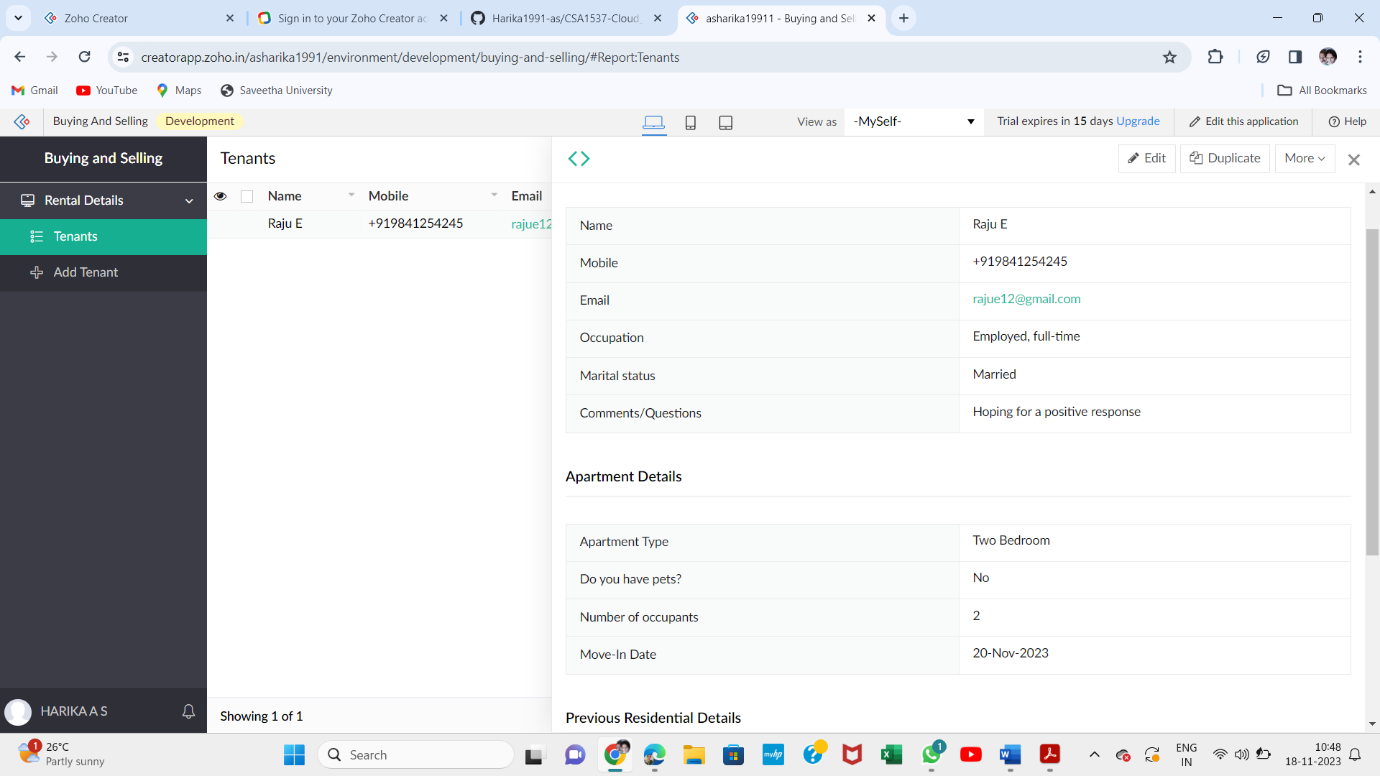 Zoho Creator
Sign in to your Zoho Creator ac
Harika1991-as/CSA1537-Cloud
asharika19911 - Buying and Sel
creatorapp.zoho.in/asharika1991/environment/development/buying-and-selling/#Report:Tenants
Gmail YouTube Maps Saveetha University All Bookmarks
Buying And Selling Development View as -MySelf- Trial expires in 15 days Upgrade Edit this application Help
Buying and Selling
Rental Details
Tenants
Add Tenant
HARIKA A S
Tenants
Name Mobile Email
Raju E +919841254245 rajue12
Showing 1 of 1
Edit Duplicate More
Name Raju E
Mobile +919841254245
Email rajue12@gmail.com
Occupation Employed, full-time
Marital status Married
Comments/Questions Hoping for a positive response
Apartment Details
Apartment Type Two Bedroom
Do you have pets? No
Number of occupants 2
Move-In Date 20-Nov-2023
Previous Residential Details
1 26°C
Partly sunny
Search
myhp
1
ENG
IN
10:48
18-11-2023